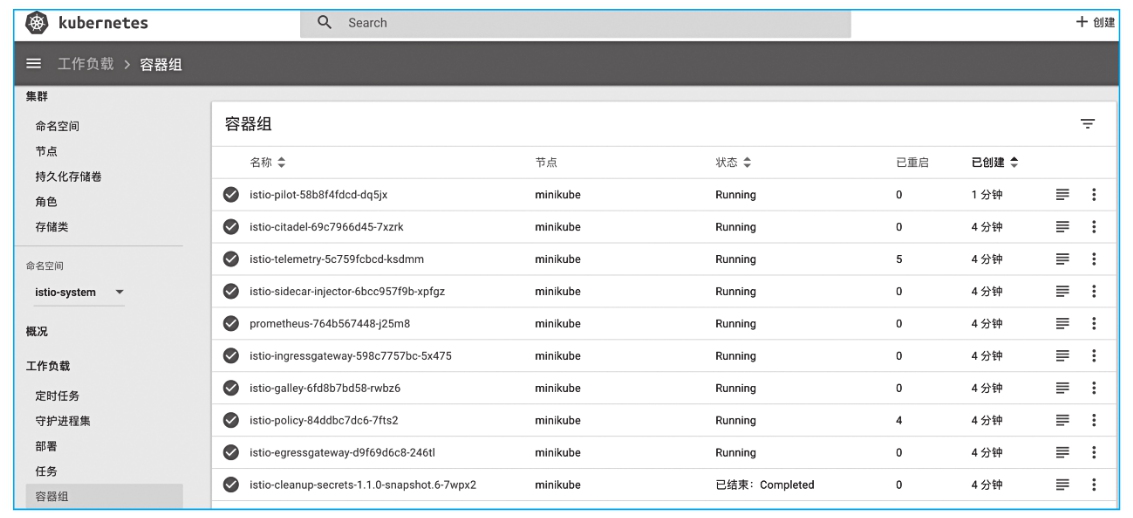 kubernetes
Search
+ 创建
工作负载 > 容器组
集群
命名空间
节点
持久化存储卷
角色
存储类
命名空间
istio-system
概况
工作负载
定时任务
守护进程集
部署
任务
容器组
容器组
名称 节点 状态 已重启 已创建
istio-pilot-58b8f4fdcd-dq5jx minikube Running 0 1 分钟
istio-citadel-69c7966d45-7xzrk minikube Running 0 4 分钟
istio-telemetry-5c759fcbcd-ksdmm minikube Running 5 4 分钟
istio-sidecar-injector-6bcc957f9b-xpfgz minikube Running 0 4 分钟
prometheus-764b567448-j25m8 minikube Running 0 4 分钟
istio-ingressgateway-598c7757bc-5x475 minikube Running 0 4 分钟
istio-galley-6fd8b7bd58-rwbz6 minikube Running 0 4 分钟
istio-policy-84ddbc7dc6-7fts2 minikube Running 4 4 分钟
istio-egressgateway-d9f69d6c8-246tl minikube Running 0 4 分钟
istio-cleanup-secrets-1.1.0-snapshot.6-7wpx2 minikube 已结束：Completed 0 4 分钟